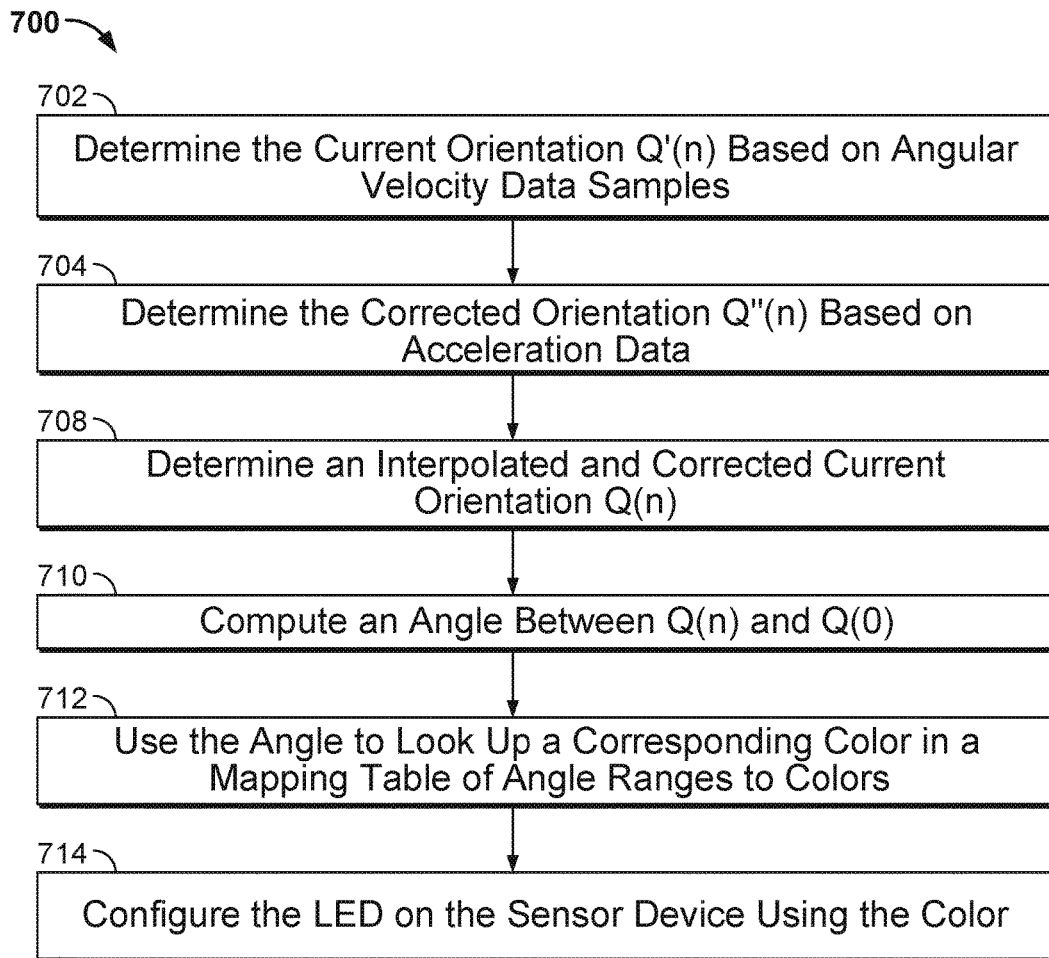 700
702
Determine the Current Orientation Q'(n) Based on Angular
Velocity Data Samples
704
Determine the Corrected Orientation Q"(n) Based on
Acceleration Data
708
Determine an Interpolated and Corrected Current
Orientation Q(n)
710
Compute an Angle Between Q(n) and Q(0)
712
Use the Angle to Look Up a Corresponding Color in a
Mapping Table of Angle Ranges to Colors
714
Configure the LED on the Sensor Device Using the Color